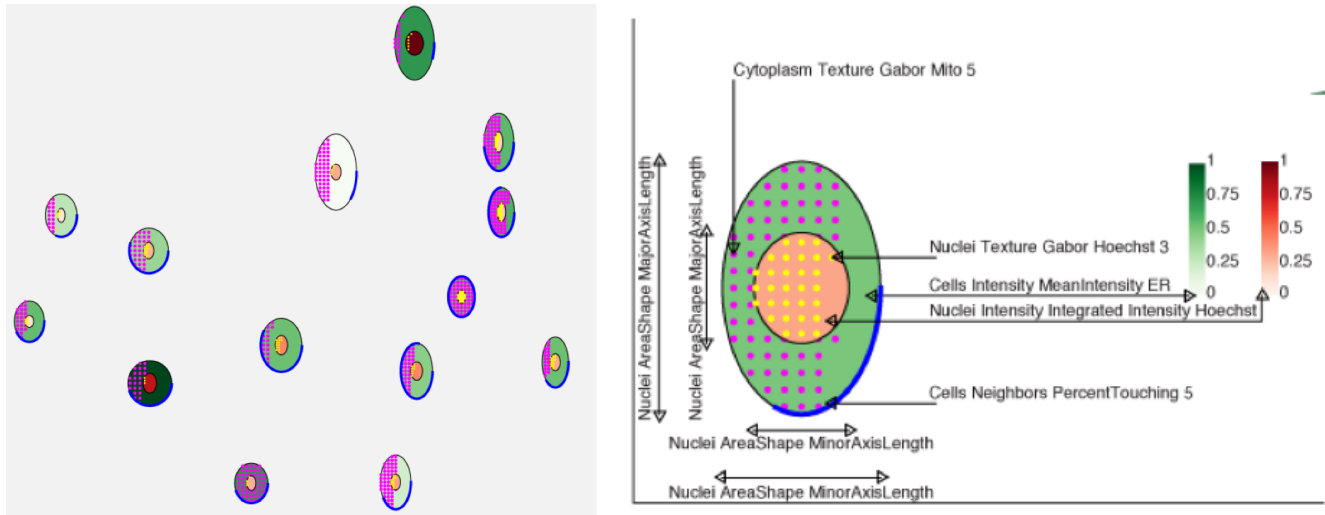 Cytoplasm Texture Gabor Mito 5
Nuclei AreaShape MajorAxisLength
Nuclei AreaShape MajorAxisLength
1 1
0.75 0.75
0.5 0.5
0.25 0.25
0 0
Nuclei Texture Gabor Hoechst 3
Cells Intensity MeanIntensity ER
Nuclei Intensity Integrated Intensity Hoechst
Cells Neighbors PercentTouching 5
Nuclei AreaShape MinorAxisLength
Nuclei AreaShape MinorAxisLength